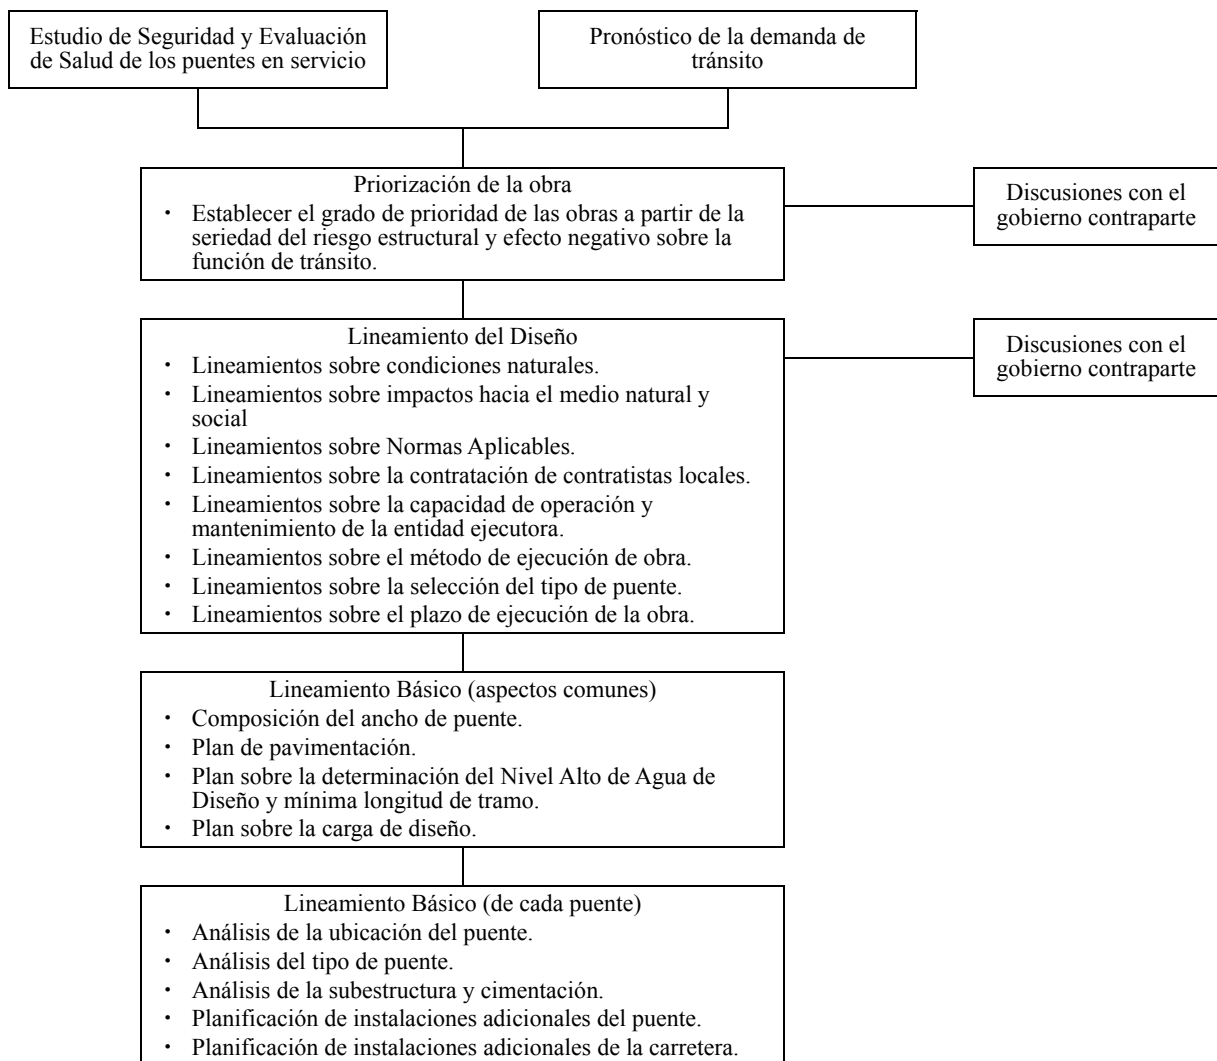 Estudio de Seguridad y Evaluación
de Salud de los puentes en servicio
Pronóstico de la demanda de
tránsito
Priorización de la obra
・ Establecer el grado de prioridad de las obras a partir de la
seriedad del riesgo estructural y efecto negativo sobre la
función de tránsito.
Discusiones con el
gobierno contraparte
Lineamiento del Diseño
・ Lineamientos sobre condiciones naturales.
・ Lineamientos sobre impactos hacia el medio natural y
social
・ Lineamientos sobre Normas Aplicables.
・ Lineamientos sobre la contratación de contratistas locales.
・ Lineamientos sobre la capacidad de operación y
mantenimiento de la entidad ejecutora.
・ Lineamientos sobre el método de ejecución de obra.
・ Lineamientos sobre la selección del tipo de puente.
・ Lineamientos sobre el plazo de ejecución de la obra.
Discusiones con el
gobierno contraparte
Lineamiento Básico (aspectos comunes)
・ Composición del ancho de puente.
・ Plan de pavimentación.
・ Plan sobre la determinación del Nivel Alto de Agua de
Diseño y mínima longitud de tramo.
・ Plan sobre la carga de diseño.
Lineamiento Básico (de cada puente)
・ Análisis de la ubicación del puente.
・ Análisis del tipo de puente.
・ Análisis de la subestructura y cimentación.
・ Planificación de instalaciones adicionales del puente.
・ Planificación de instalaciones adicionales de la carretera.